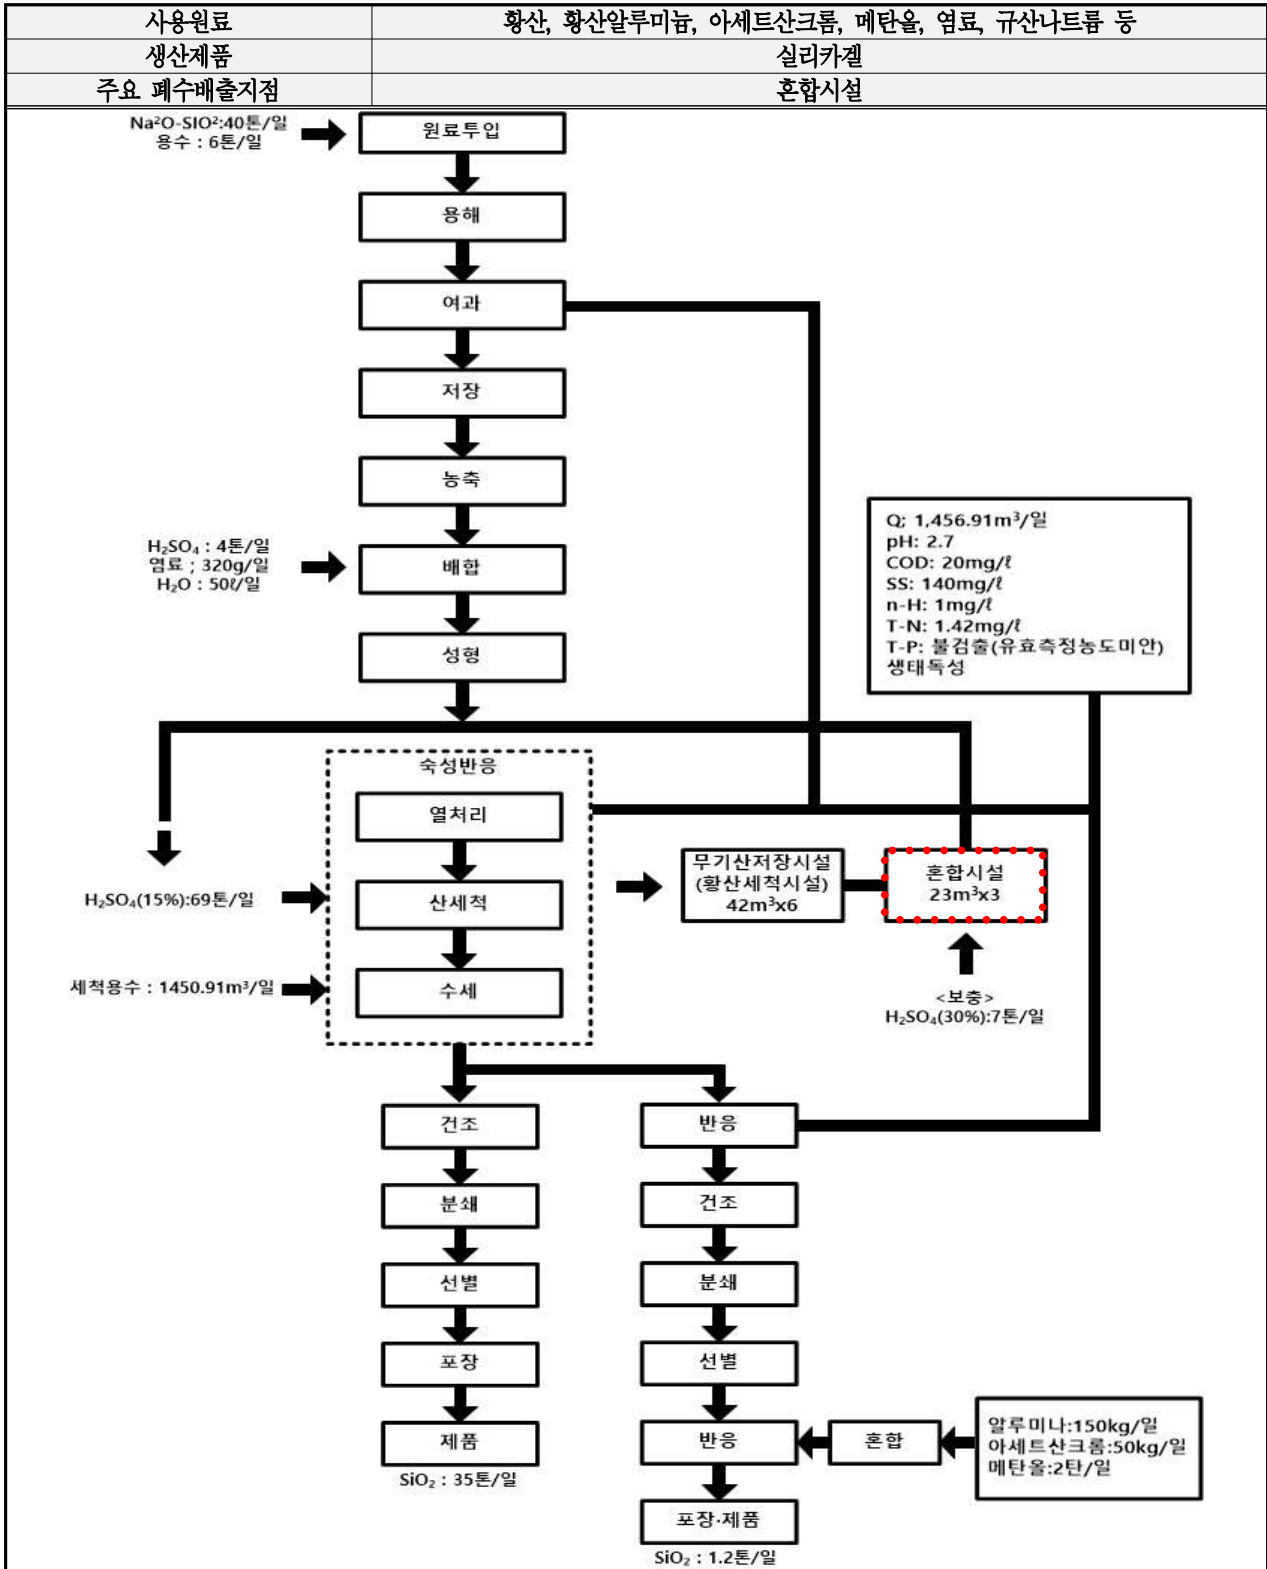 사용원료
황산, 황산알루미늄, 아세트산크롬, 메탄올, 염료, 규산나트륨 등
생산제품
실리카겔
주요 폐수배출지점
혼합시설
Na²O-SIO²:40톤/일
용수 : 6톤/일
원료투입
용해
여과
저장
농축
H₂SO₄ : 4톤/일
염료 ; 320g/일
H₂O : 50ℓ/일
배합
성형
Q; 1,456.91m³/일
pH: 2.7
COD: 20mg/ℓ
SS: 140mg/ℓ
n-H: 1mg/ℓ
T-N: 1.42mg/ℓ
T-P: 불검출(유효측정농도미안)
생태독성
숙성반응
열처리
H₂SO₄(15%):69톤/일
산세척
세척용수 : 1450.91m³/일
수세
무기산저장시설
(황산세척시설)
42m³x6
혼합시설
23m³x3
<보충>
H₂SO₄(30%):7톤/일
건조
분쇄
선별
포장
제품
SiO₂ : 35톤/일
반응
건조
분쇄
선별
반응
혼합
알루미나:150kg/일
아세트산크롬:50kg/일
메탄올:2탄/일
포장·제품
SiO₂ : 1.2톤/일